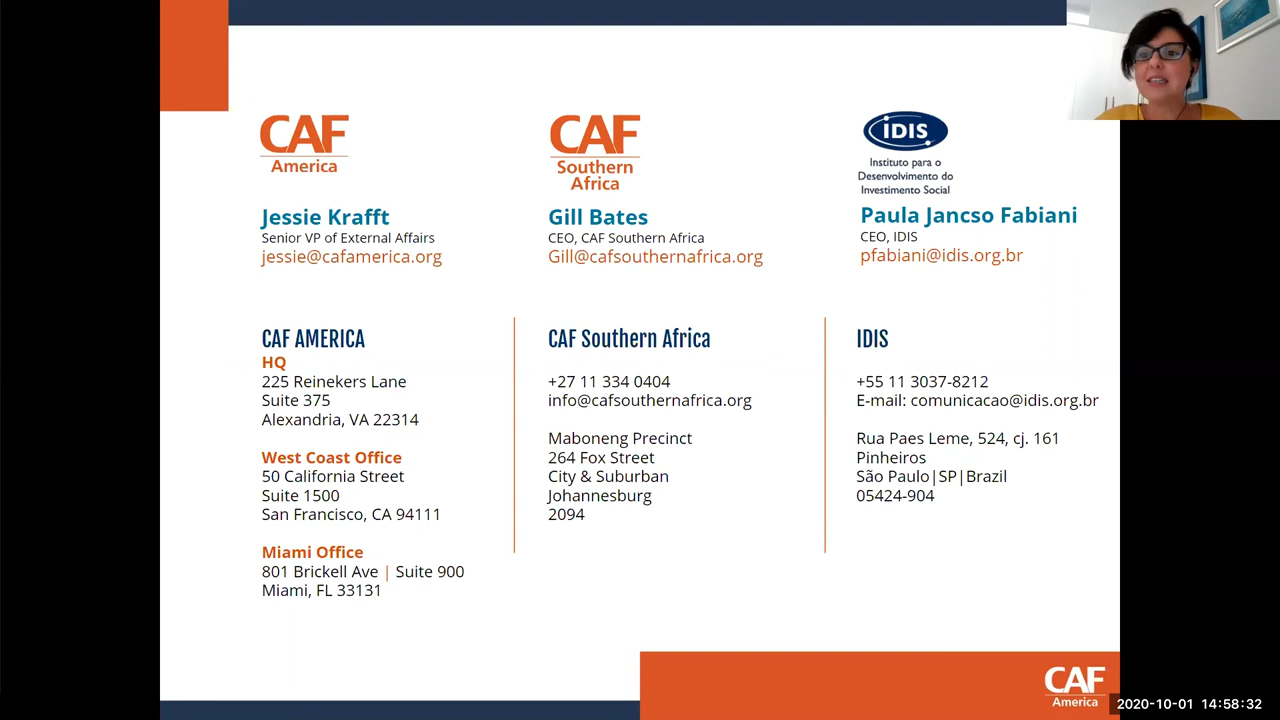 CAF
America
Jessie Krafft
Senior VP of External Affairs
jessie@cafamerica.org
CAF
Southern
Africa
Gill Bates
CEO, CAF Southern Africa
Gill@cafsouthernafrica.org
iDIS
Instituto para o
Desenvolvimento do
Investimento Social
Paula Jancso Fabiani
CEO, IDIS
pfabiani@idis.org.br
CAF AMERICA
HQ
225 Reinekers Lane
Suite 375
Alexandria, VA 22314
West Coast Office
50 California Street
Suite 1500
San Francisco, CA 94111
Miami Office
801 Brickell Ave | Suite 900
Miami, FL 33131
CAF Southern Africa
+27 11 334 0404
info@cafsouthernafrica.org
Maboneng Precinct
264 Fox Street
City & Suburban
Johannesburg
2094
IDIS
+55 11 3037-8212
E-mail: comunicacao@idis.org.br
Rua Paes Leme, 524, cj. 161
Pinheiros
São Paulo|SP|Brazil
05424-904
CAF
America
2020-10-01 14:58:32